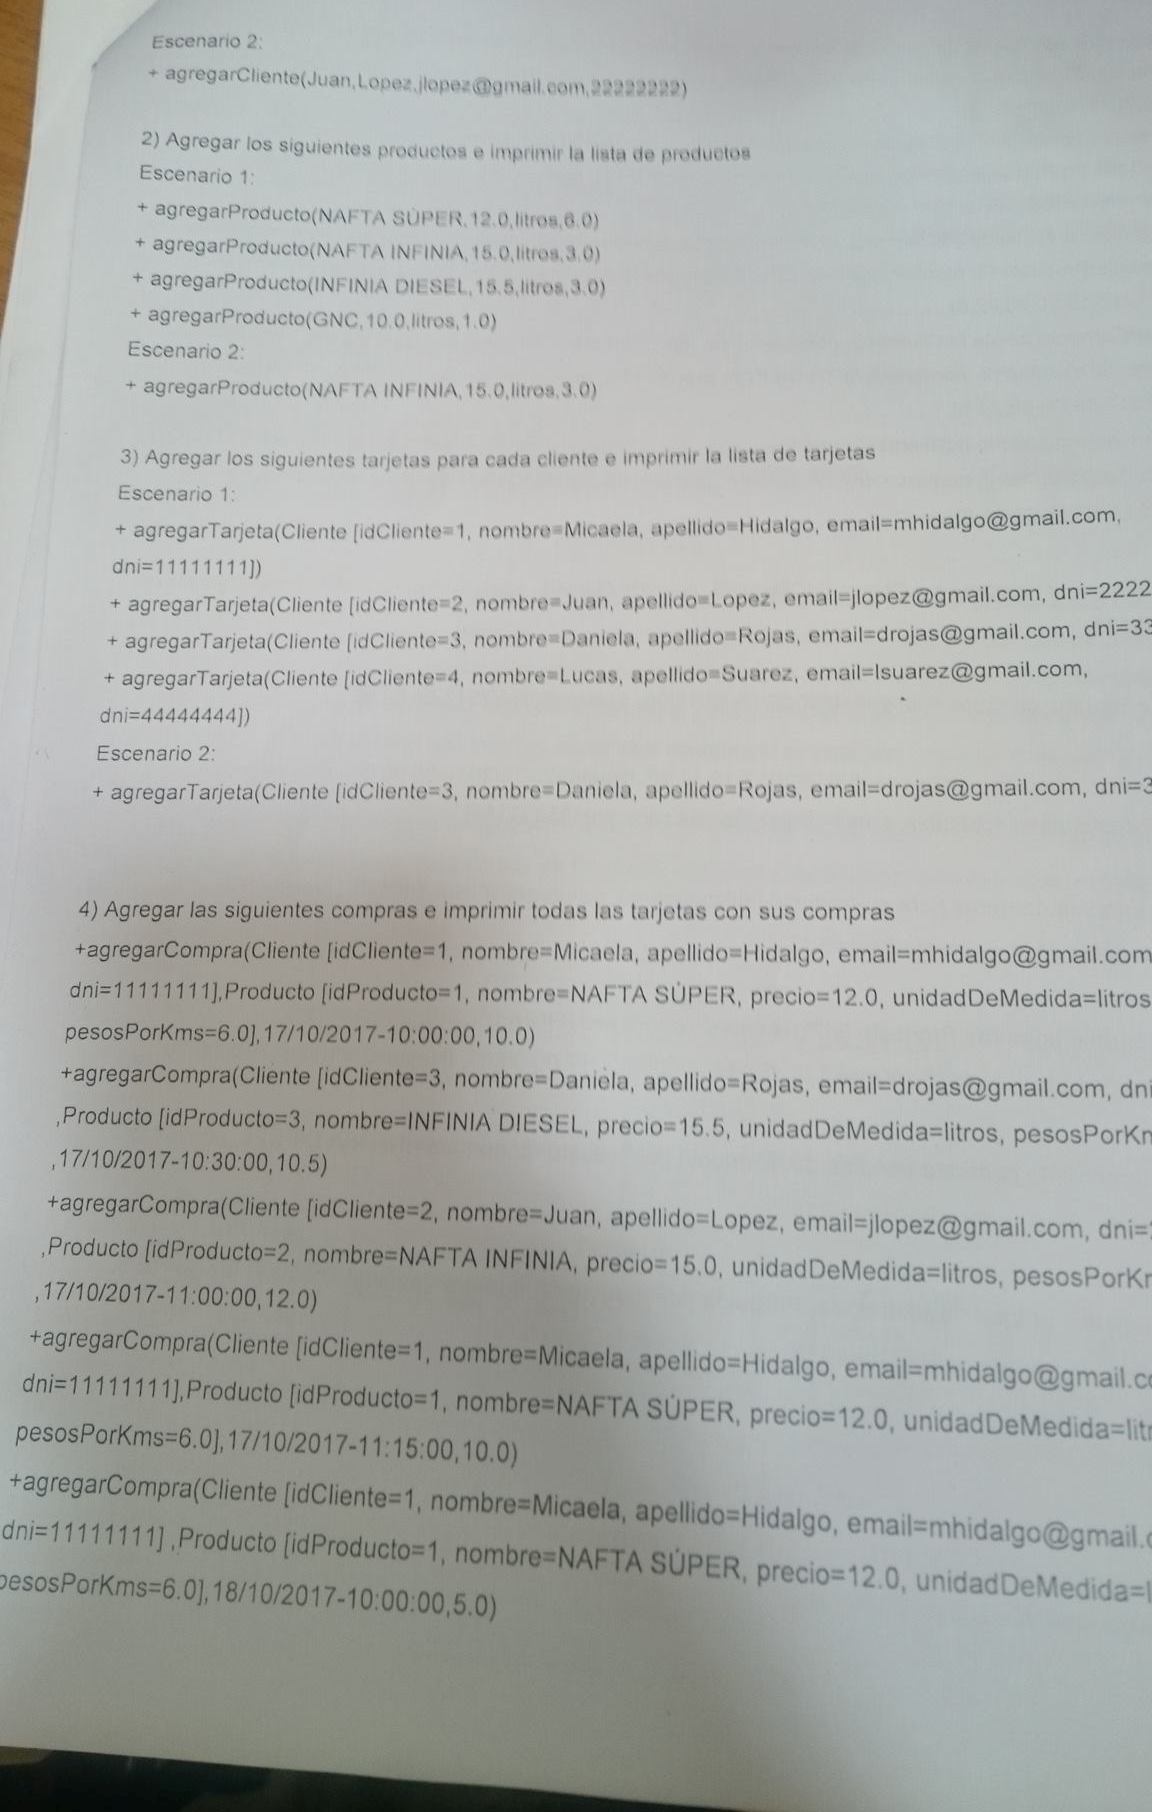 Escenario 2:
+ agregarCliente(Juan,Lopez,jlopez@gmail.com,22222222)
2) Agregar los siguientes productos e imprimir la lista de productos
Escenario 1:
+ agregarProducto(NAFTA SÚPER,12.0,litros,6.0)
+ agregarProducto(NAFTA INFINIA,15.0,litros,3.0)
+ agregarProducto(INFINIA DIESEL,15.5,litros,3.0)
+ agregarProducto(GNC,10.0,litros,1.0)
Escenario 2:
+ agregarProducto(NAFTA INFINIA,15.0,litros,3.0)
3) Agregar los siguientes tarjetas para cada cliente e imprimir la lista de tarjetas
Escenario 1:
+ agregarTarjeta(Cliente [idCliente=1, nombre=Micaela, apellido=Hidalgo, email=mhidalgo@gmail.com,
dni=11111111])
+ agregarTarjeta(Cliente [idCliente=2, nombre=Juan, apellido=Lopez, email=jlopez@gmail.com, dni=2222
+ agregarTarjeta(Cliente [idCliente=3, nombre=Daniela, apellido=Rojas, email=drojas@gmail.com, dni=33
+ agregarTarjeta(Cliente [idCliente=4, nombre=Lucas, apellido=Suarez, email=lsuarez@gmail.com,
dni=44444444])
Escenario 2:
+ agregarTarjeta(Cliente [idCliente=3, nombre=Daniela, apellido=Rojas, email=drojas@gmail.com, dni=3
4) Agregar las siguientes compras e imprimir todas las tarjetas con sus compras
+agregarCompra(Cliente [idCliente=1, nombre=Micaela, apellido=Hidalgo, email=mhidalgo@gmail.com
dni=11111111],Producto [idProducto=1, nombre=NAFTA SÚPER, precio=12.0, unidadDeMedida=litros
pesosPorKms=6.0],17/10/2017-10:00:00,10.0)
+agregarCompra(Cliente [idCliente=3, nombre=Daniela, apellido=Rojas, email=drojas@gmail.com, dni
,Producto [idProducto=3, nombre=INFINIA DIESEL, precio=15.5, unidadDeMedida=litros, pesosPorKm
,17/10/2017-10:30:00,10.5)
+agregarCompra(Cliente [idCliente=2, nombre=Juan, apellido=Lopez, email=jlopez@gmail.com, dni=
,Producto [idProducto=2, nombre=NAFTA INFINIA, precio=15.0, unidadDeMedida=litros, pesosPorKm
,17/10/2017-11:00:00,12.0)
+agregarCompra(Cliente [idCliente=1, nombre=Micaela, apellido=Hidalgo, email=mhidalgo@gmail.co
dni=11111111],Producto [idProducto=1, nombre=NAFTA SÚPER, precio=12.0, unidadDeMedida=litr
pesosPorKms=6.0],17/10/2017-11:15:00,10.0)
+agregarCompra(Cliente [idCliente=1, nombre=Micaela, apellido=Hidalgo, email=mhidalgo@gmail.
dni=11111111] ,Producto [idProducto=1, nombre=NAFTA SÚPER, precio=12.0, unidadDeMedida=l
pesosPorKms=6.0],18/10/2017-10:00:00,5.0)